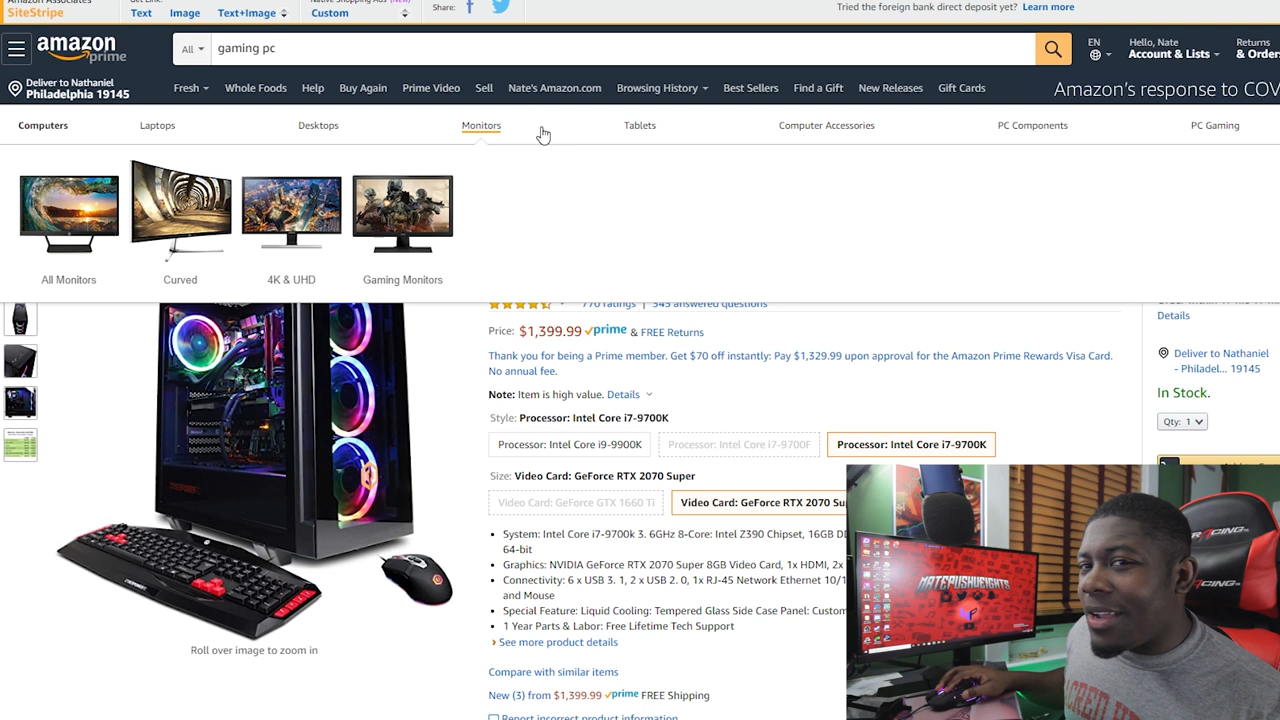 Amazon Associates Get Link: Native Shopping Ads (NEW)
SiteStripe Text Image Text+Image Custom Share: Tried the foreign bank direct deposit yet? Learn more
amazon prime All gaming pc EN Hello, Nate Account & Lists Returns & Order
Deliver to Nathaniel
Philadelphia 19145 Fresh Whole Foods Help Buy Again Prime Video Sell Nate's Amazon.com Browsing History Best Sellers Find a Gift New Releases Gift Cards Amazon's response to COV
Computers Laptops Desktops Monitors Tablets Computer Accessories PC Components PC Gaming
All Monitors Curved 4K & UHD Gaming Monitors
770 ratings | 345 answered questions
Details
Price: $1,399.99 prime & FREE Returns
Thank you for being a Prime member. Get $70 off instantly: Pay $1,329.99 upon approval for the Amazon Prime Rewards Visa Card.
No annual fee.
Deliver to Nathaniel
- Philadel... 19145
Note: Item is high value. Details
In Stock.
Style: Processor: Intel Core i7-9700K
Qty: 1
Processor: Intel Core i9-9900K Processor: Intel Core i7-9700F Processor: Intel Core i7-9700K
Size: Video Card: GeForce RTX 2070 Super
Video Card: GeForce GTX 1660 Ti Video Card: GeForce RTX 2070 Su
• System: Intel Core i7-9700k 3. 6GHz 8-Core: Intel Z390 Chipset, 16GB DD
64-bit
• Graphics: NVIDIA GeForce RTX 2070 Super 8GB Video Card, 1x HDMI, 2x
• Connectivity: 6 x USB 3. 1, 2 x USB 2. 0, 1x RJ-45 Network Ethernet 10/1
and Mouse
• Special Feature: Liquid Cooling: Tempered Glass Side Case Panel: Custom
• 1 Year Parts & Labor: Free Lifetime Tech Support
› See more product details
Roll over image to zoom in
Compare with similar items
New (3) from $1,399.99 prime FREE Shipping
Report incorrect product information
NATEPUSHWEIGHTS